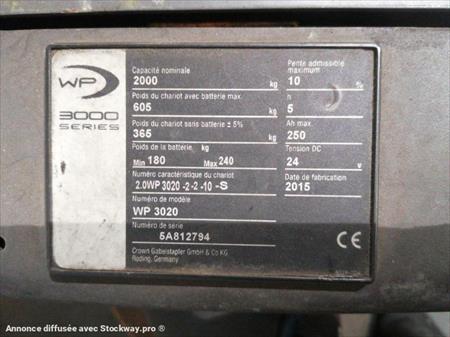 WP
3000
SERIES
Capacité nominale
2000 kg
Poids du chariot avec batterie max.
605 kg
Poids du chariot sans batterie ± 5%
365 kg
Poids de la batterie kg
Min 180 Max 240
Numéro caractéristique du chariot
2.0WP 3020 -2-2 -10 -S
Numéro de modèle
WP 3020
Numéro de série
5A812794
Crown Gabelstapler GmbH & Co KG
Roding, Germany
Pente admissible
maximum
10 %
h
5
Ah max.
250
Tension DC
24 v
Date de fabrication
2015
CE
Annonce diffusée avec Stockway.pro ®